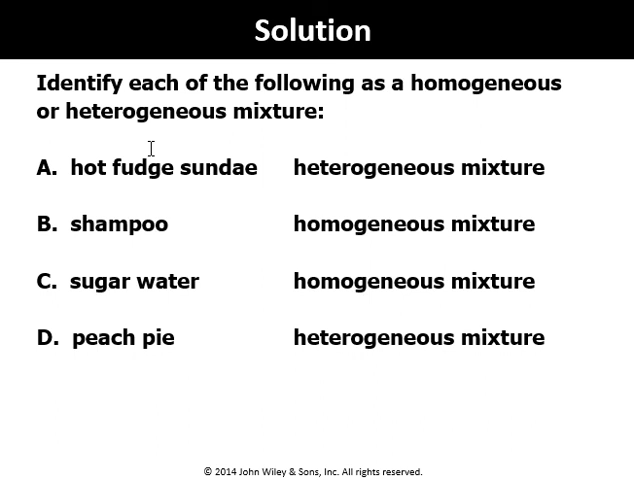 Solution
Identify each of the following as a homogeneous
or heterogeneous mixture:
A. hot fudge sundae heterogeneous mixture
B. shampoo homogeneous mixture
C. sugar water homogeneous mixture
D. peach pie heterogeneous mixture
© 2014 John Wiley & Sons, Inc. All rights reserved.